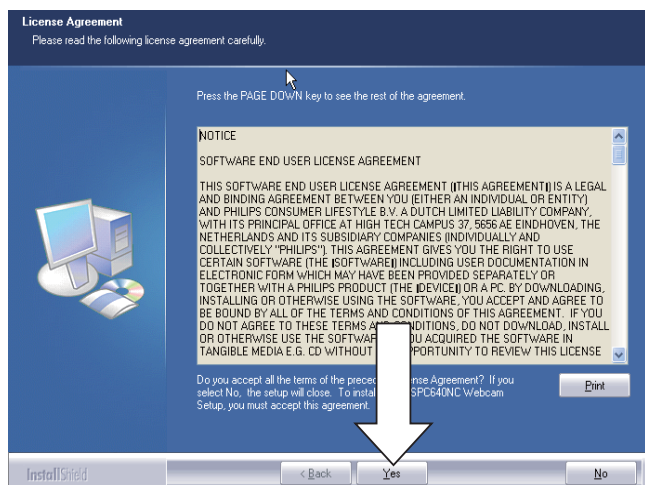 License Agreement
Please read the following license agreement carefully.
Press the PAGE DOWN key to see the rest of the agreement.
NOTICE
SOFTWARE END USER LICENSE AGREEMENT
THIS SOFTWARE END USER LICENSE AGREEMENT (ITHIS AGREEMENTI) IS A LEGAL
AND BINDING AGREEMENT BETWEEN YOU (EITHER AN INDIVIDUAL OR ENTITY)
AND PHILIPS CONSUMER LIFESTYLE B.V. A DUTCH LIMITED LIABILITY COMPANY,
WITH ITS PRINCIPAL OFFICE AT HIGH TECH CAMPUS 37, 5656 AE EINDHOVEN, THE
NETHERLANDS AND ITS SUBSIDIARY COMPANIES (INDIVIDUALLY AND
COLLECTIVELY "PHILIPS"). THIS AGREEMENT GIVES YOU THE RIGHT TO USE
CERTAIN SOFTWARE (THE ISOFTWAREI) INCLUDING USER DOCUMENTATION IN
ELECTRONIC FORM WHICH MAY HAVE BEEN PROVIDED SEPARATELY OR
TOGETHER WITH A PHILIPS PRODUCT (THE IDEVICEI) OR A PC. BY DOWNLOADING,
INSTALLING OR OTHERWISE USING THE SOFTWARE, YOU ACCEPT AND AGREE TO
BE BOUND BY ALL OF THE TERMS AND CONDITIONS OF THIS AGREEMENT. IF YOU
DO NOT AGREE TO THESE TERMS AND CONDITIONS, DO NOT DOWNLOAD, INSTALL
OR OTHERWISE USE THE SOFTWA OU ACQUIRED THE SOFTWARE IN
TANGIBLE MEDIA E.G. CD WITHOUT PORTUNITY TO REVIEW THIS LICENSE
Do you accept all the terms of the prece ense Agreement? If you
select No, the setup will close. To insta SPC640NC Webcam
Setup, you must accept this agreement.
Print
InstallShield
< Back
Yes
No